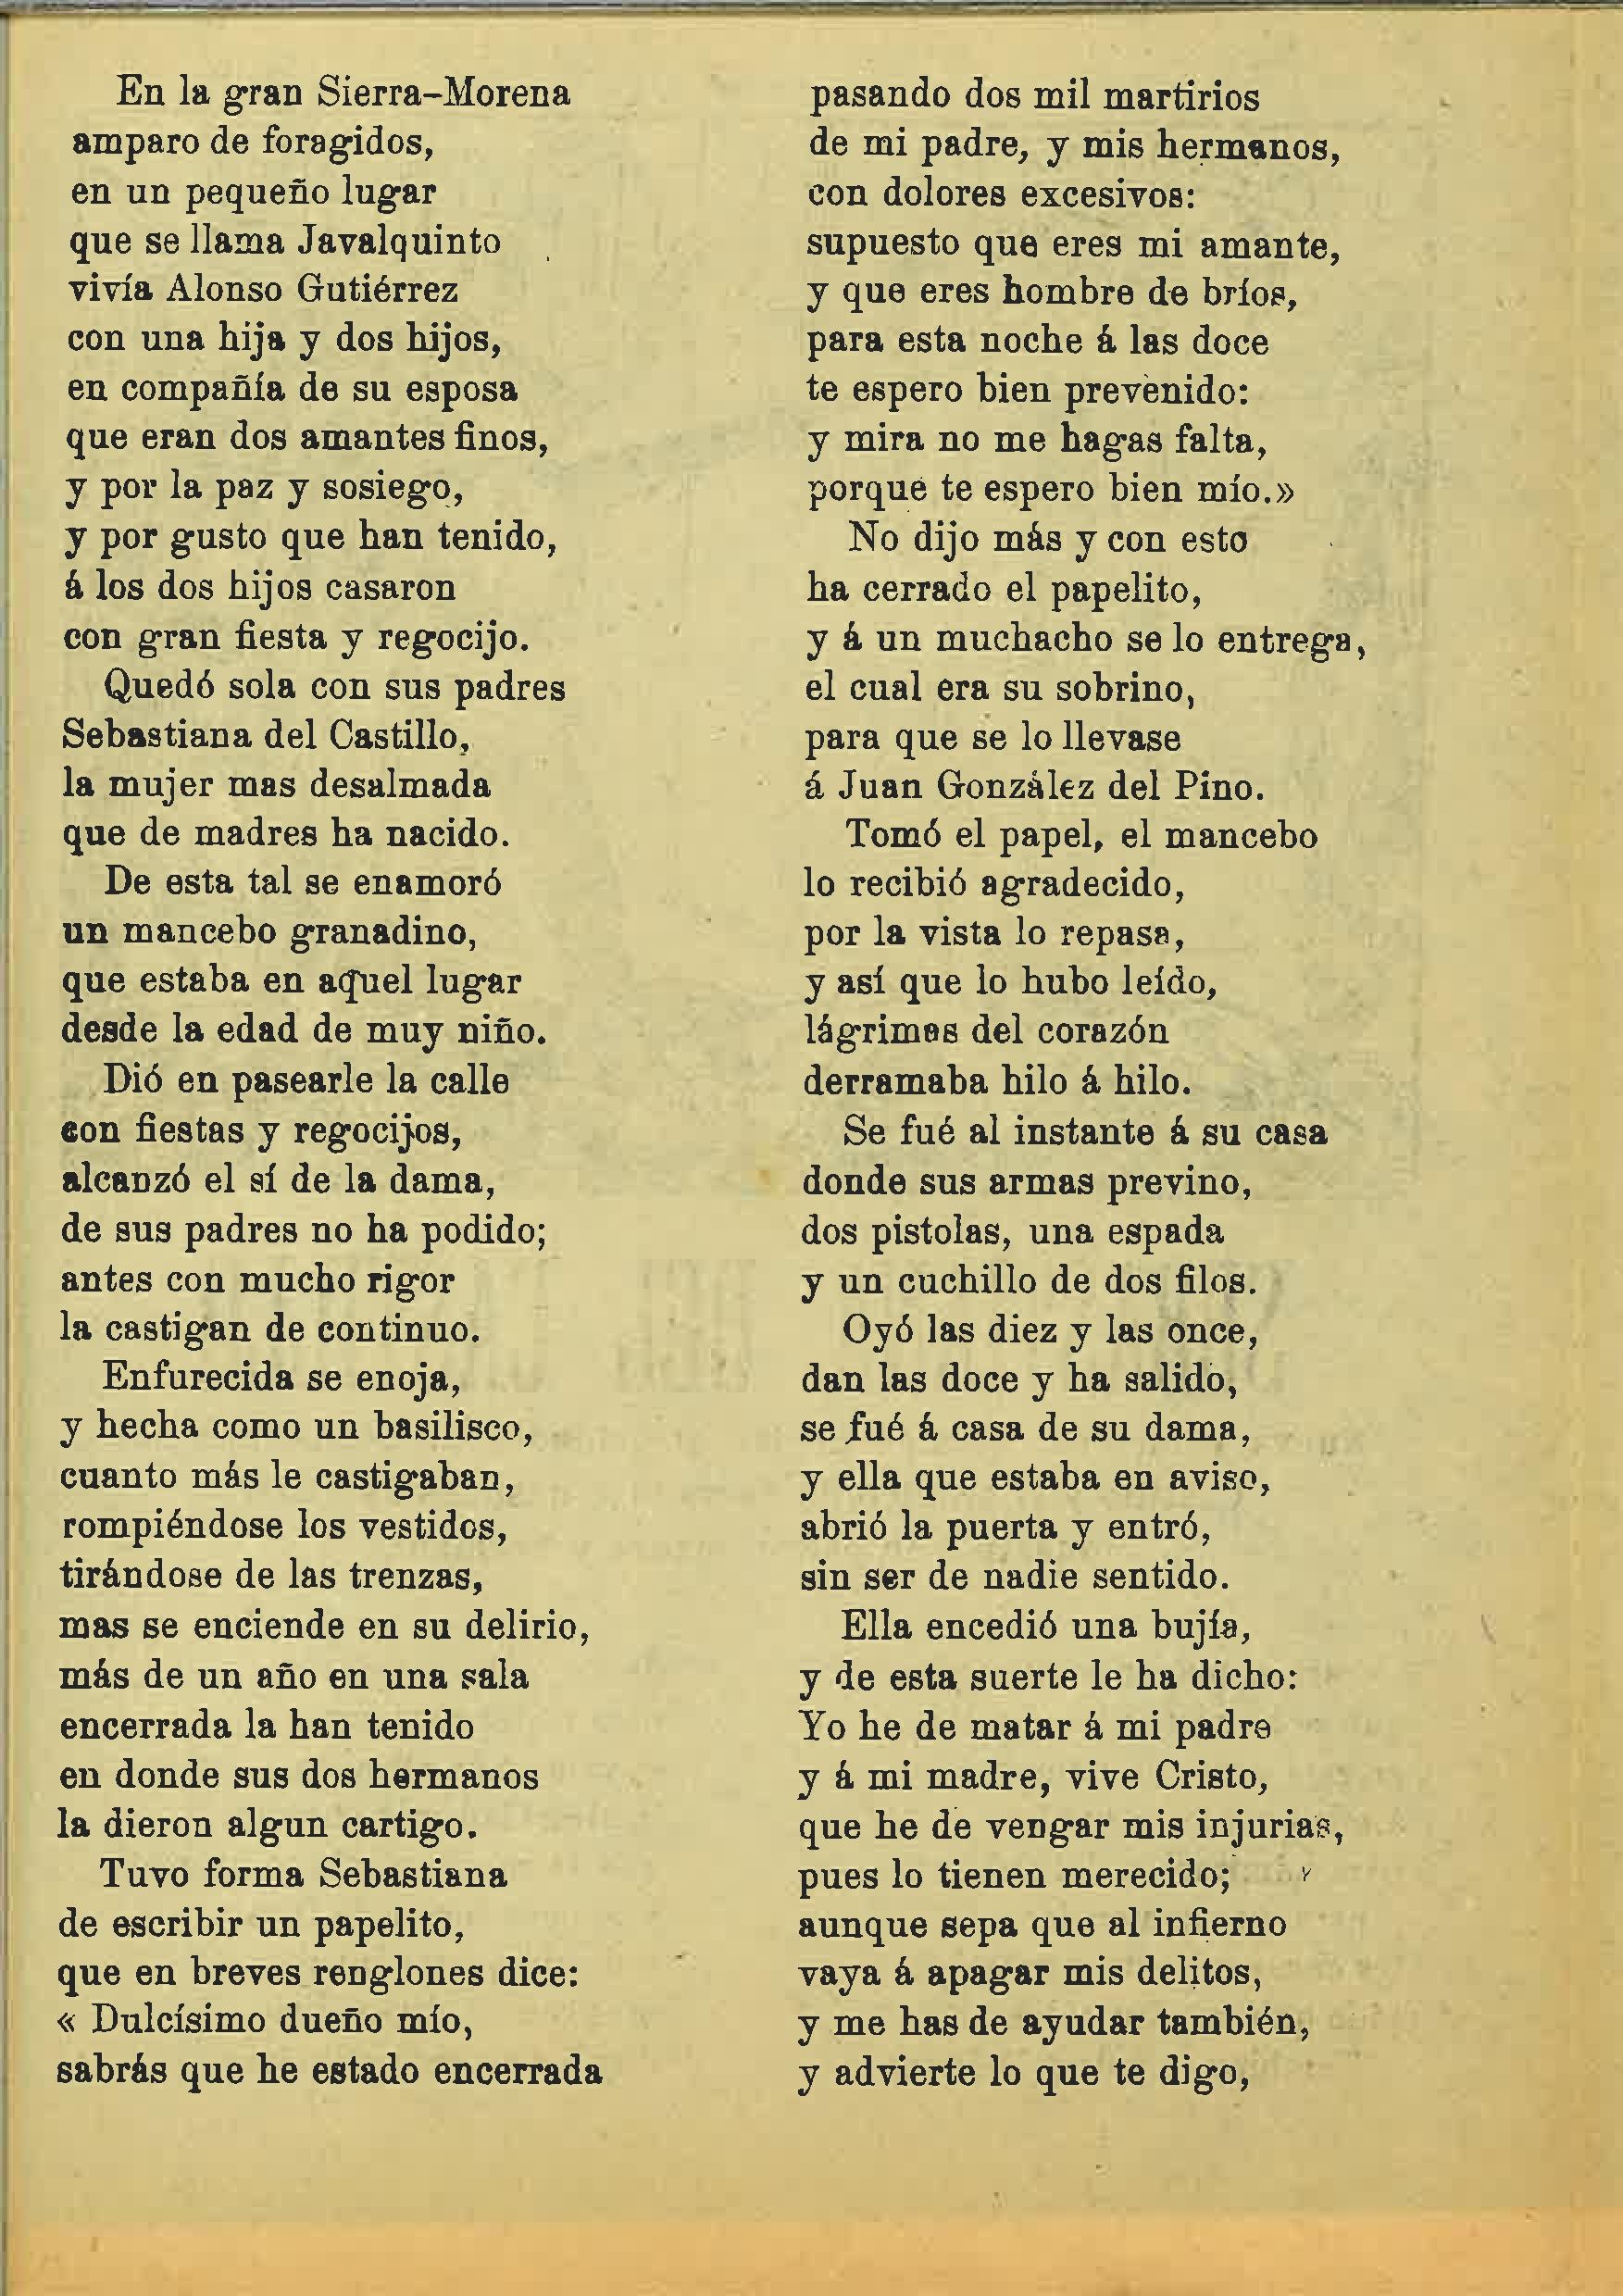 En la gran Sierra-Morena
amparo de foragidos,
en un pequeño lugar
que se llama Javalquinto
vivía Alonso Gutiérrez
con una hija y dos hijos,
en compañía de su esposa
que eran dos amantes finos,
y por la paz y sosiego,
y por gusto que han tenido,
á los dos hijos casaron
con gran fiesta y regocijo.
Quedó sola con sus padres
Sebastiana del Castillo,
la mujer mas desalmada
que de madres ha nacido.
De esta tal se enamoró
un mancebo granadino,
que estaba en aquel lugar
desde la edad de muy niño.
Dió en pasearle la calle
con fiestas y regocijos,
alcanzó el sí de la dama,
de sus padres no ha podido;
antes con mucho rigor
la castigan de continuo.
Enfurecida se enoja,
y hecha como un basilisco,
cuanto más le castigaban,
rompiéndose los vestidos,
tirándose de las trenzas,
mas se enciende en su delirio,
más de un año en una sala
encerrada la han tenido
en donde sus dos hermanos
la dieron algun cartigo.
Tuvo forma Sebastiana
de escribir un papelito,
que en breves renglones dice:
« Dulcísimo dueño mío,
sabrás que he estado encerrada
pasando dos mil martirios
de mi padre, y mis hermanos,
con dolores excesivos:
supuesto que eres mi amante,
y que eres hombre de bríos,
para esta noche á las doce
te espero bien prevenido:
y mira no me hagas falta,
porque te espero bien mío.»
No dijo más y con esto
ha cerrado el papelito,
y á un muchacho se lo entrega,
el cual era su sobrino,
para que se lo llevase
á Juan González del Pino.
Tomó el papel, el mancebo
lo recibió agradecido,
por la vista lo repasa,
y así que lo hubo leído,
lágrimas del corazón
derramaba hilo á hilo.
Se fué al instante á su casa
donde sus armas previno,
dos pistolas, una espada
y un cuchillo de dos filos.
Oyó las diez y las once,
dan las doce y ha salido,
se fué á casa de su dama,
y ella que estaba en aviso,
abrió la puerta y entró,
sin ser de nadie sentido.
Ella encedió una bujía,
y de esta suerte le ha dicho:
Yo he de matar á mi padre
y á mi madre, vive Cristo,
que he de vengar mis injurias,
pues lo tienen merecido;
aunque sepa que al infierno
vaya á apagar mis delitos,
y me has de ayudar también,
y advierte lo que te digo,